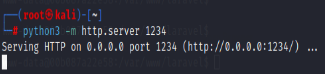 ┌──(root㉿kali)-[~]
└─# python3 -m http.server 1234
Serving HTTP on 0.0.0.0 port 1234 (http://0.0.0.0:1234/) ...